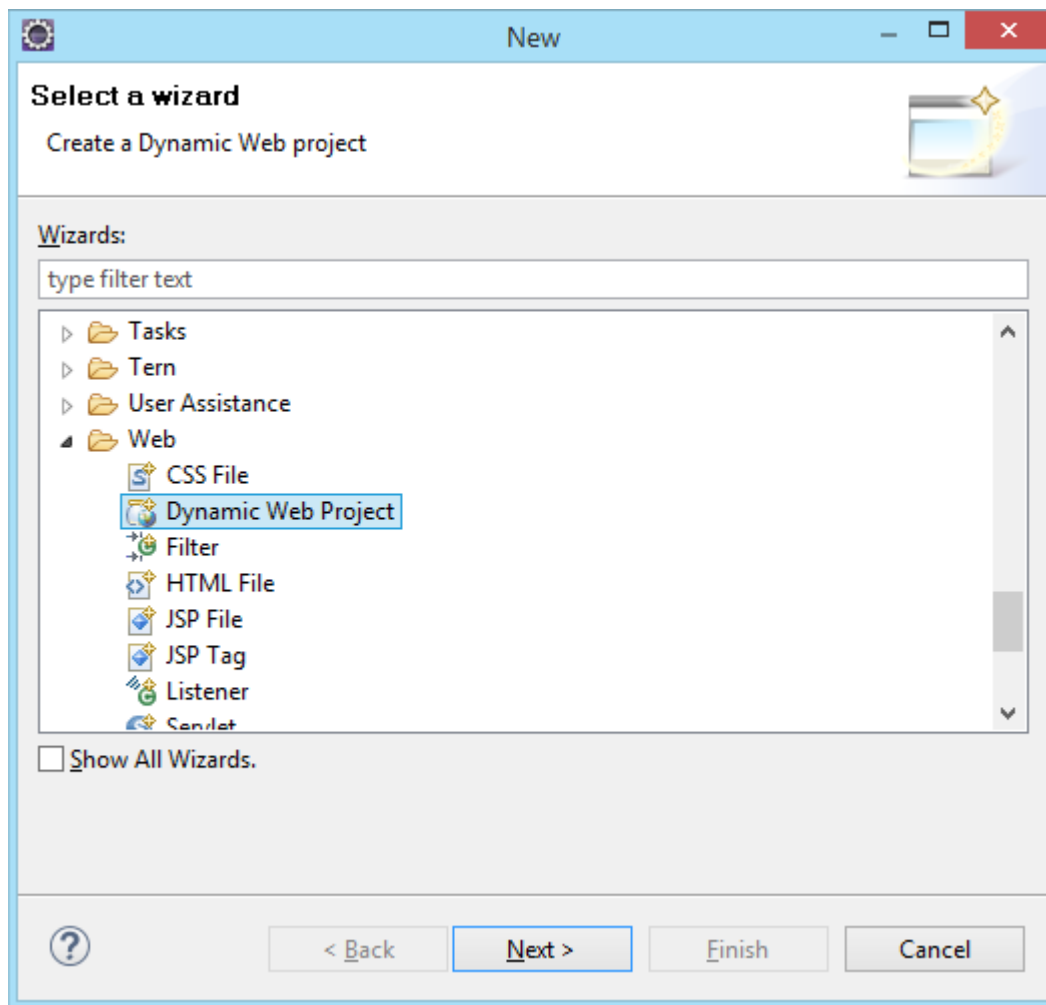 New
Select a wizard
Create a Dynamic Web project
Wizards:
type filter text
Tasks
Tern
User Assistance
Web
CSS File
Dynamic Web Project
Filter
HTML File
JSP File
JSP Tag
Listener
Servlet
Show All Wizards.
?
< Back
Next >
Finish
Cancel